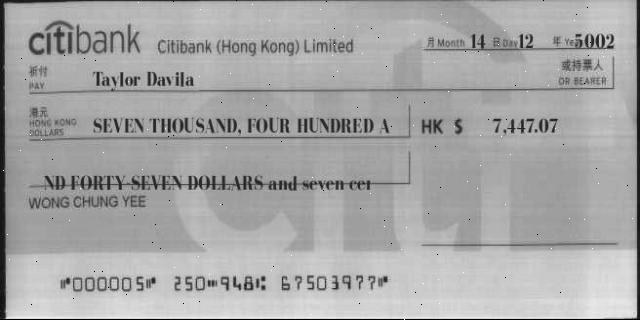 citibank Citibank (Hong Kong) Limited 月 Month 14 日 Day 12 年 Ye 5002
祈付 PAY Taylor Davila 或持票人 OR BEARER
港元 HONG KONG DOLLARS SEVEN THOUSAND, FOUR HUNDRED A HK $ 7,447.07
ND FORTY-SEVEN DOLLARS and seven cer
WONG CHUNG YEE
⑈000005⑈ 250⑉948⑆ 67503977⑈